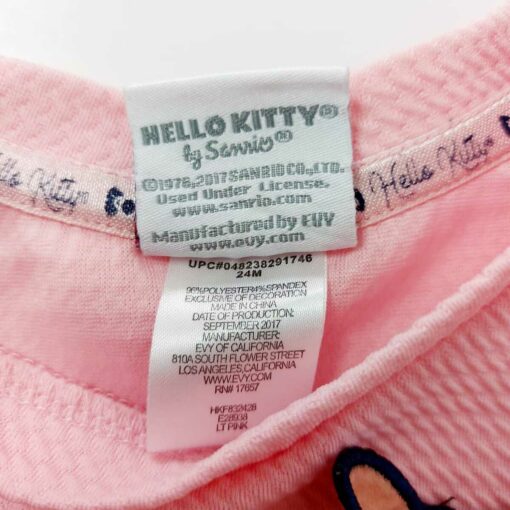 HELLO KITTY®
by Sanrio®
©1976, 2017 SANRIO CO., LTD.
Used Under License.
www.sanrio.com
Manufactured by EVY
www.evy.com
Hello Kitty
Hello Kitty
UPC#048238291746
24M
96%POLYESTER4%SPANDEX
EXCLUSIVE OF DECORATION
MADE IN CHINA
DATE OF PRODUCTION:
SEPTEMBER 2017
MANUFACTURER:
EVY OF CALIFORNIA
810A SOUTH FLOWER STREET
LOS ANGELES,CALIFORNIA
WWW.EVY.COM
RN# 17657
HKF832428
E28938
LT PINK